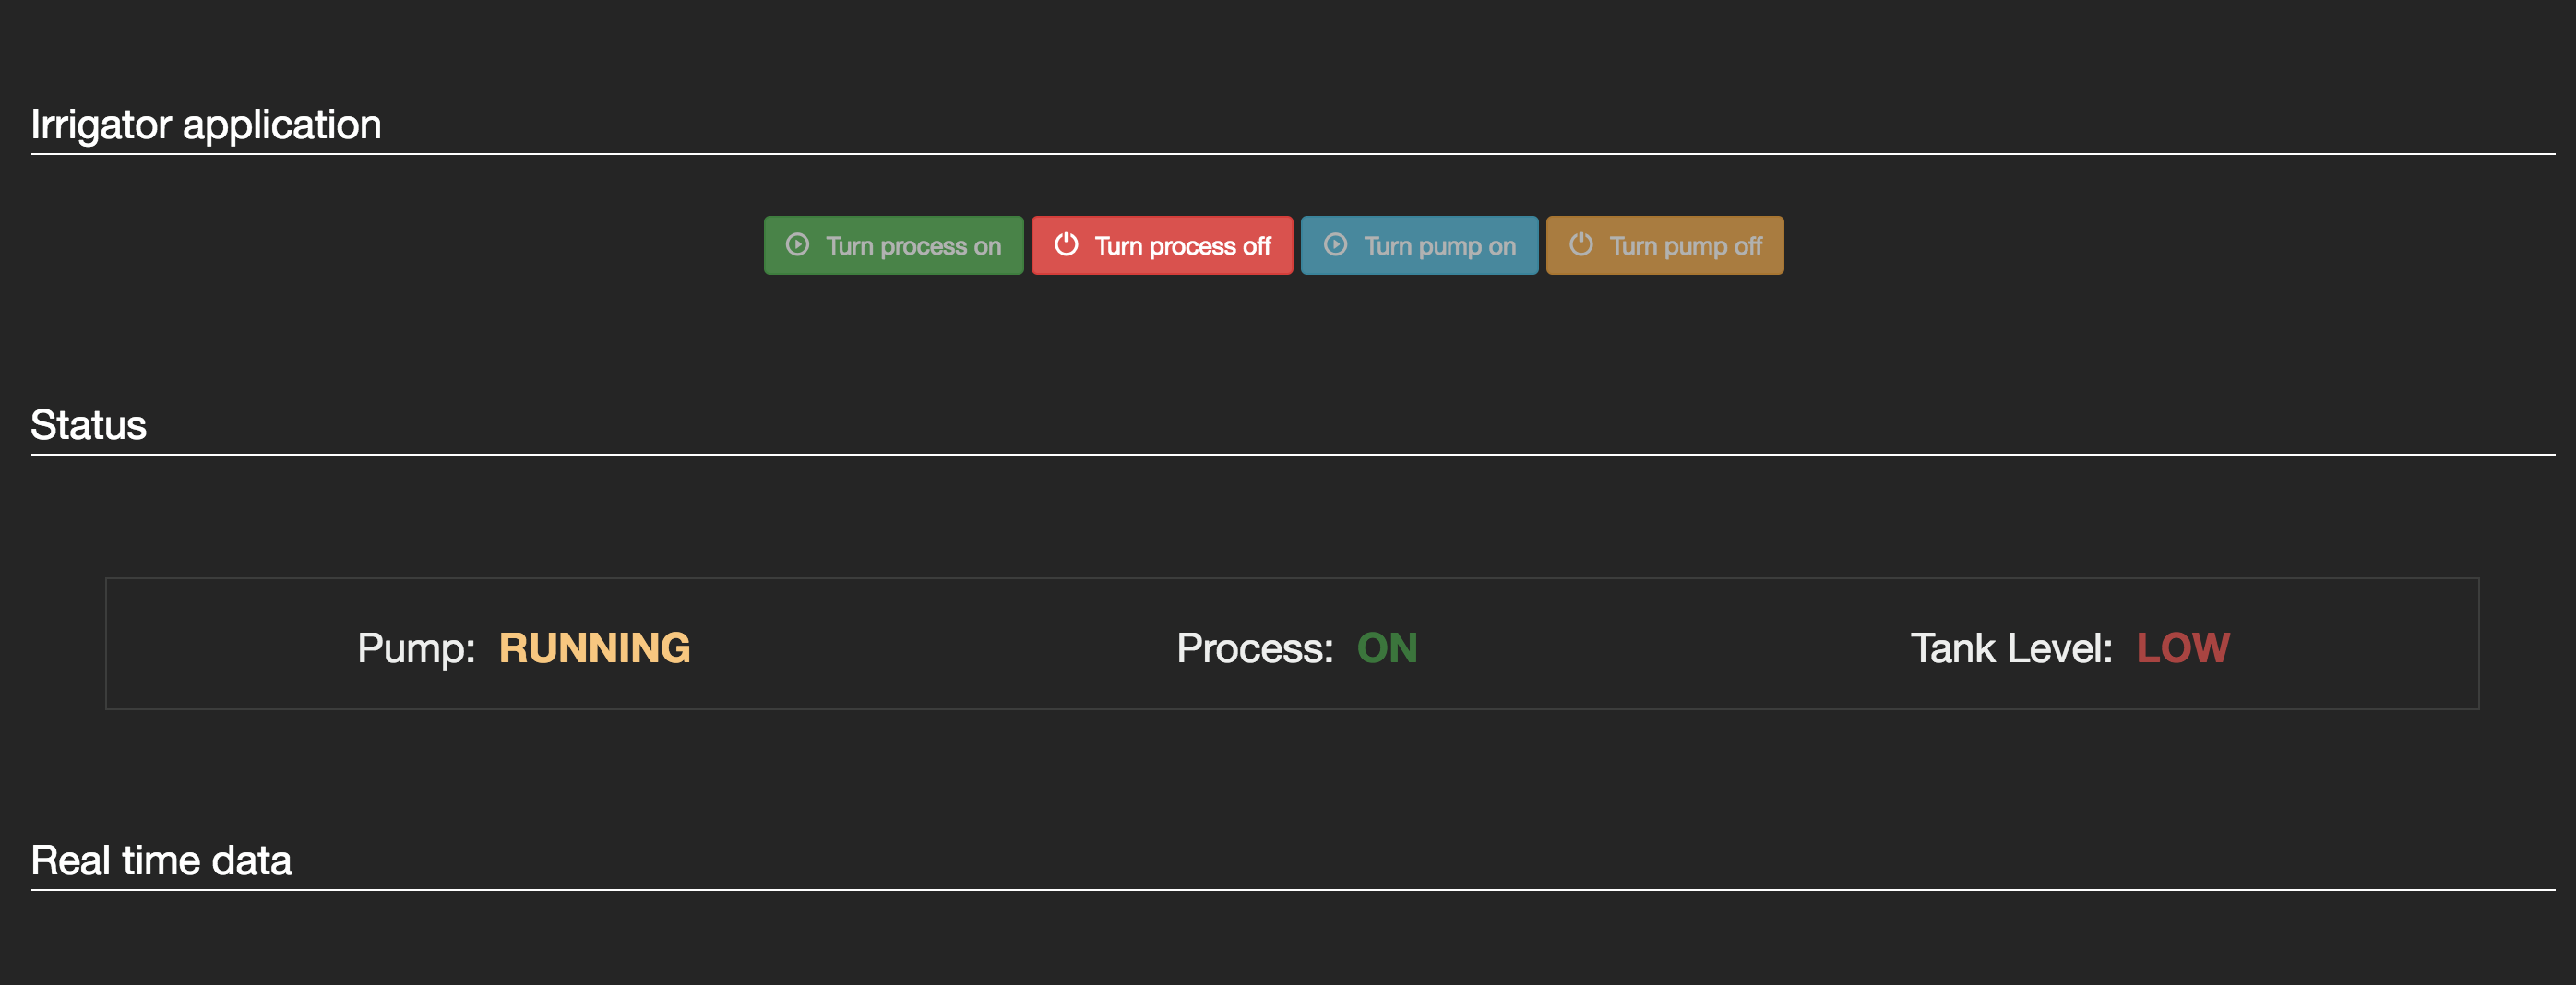 Irrigator application
Turn process on Turn process off Turn pump on Turn pump off
Status
Pump: RUNNING Process: ON Tank Level: LOW
Real time data